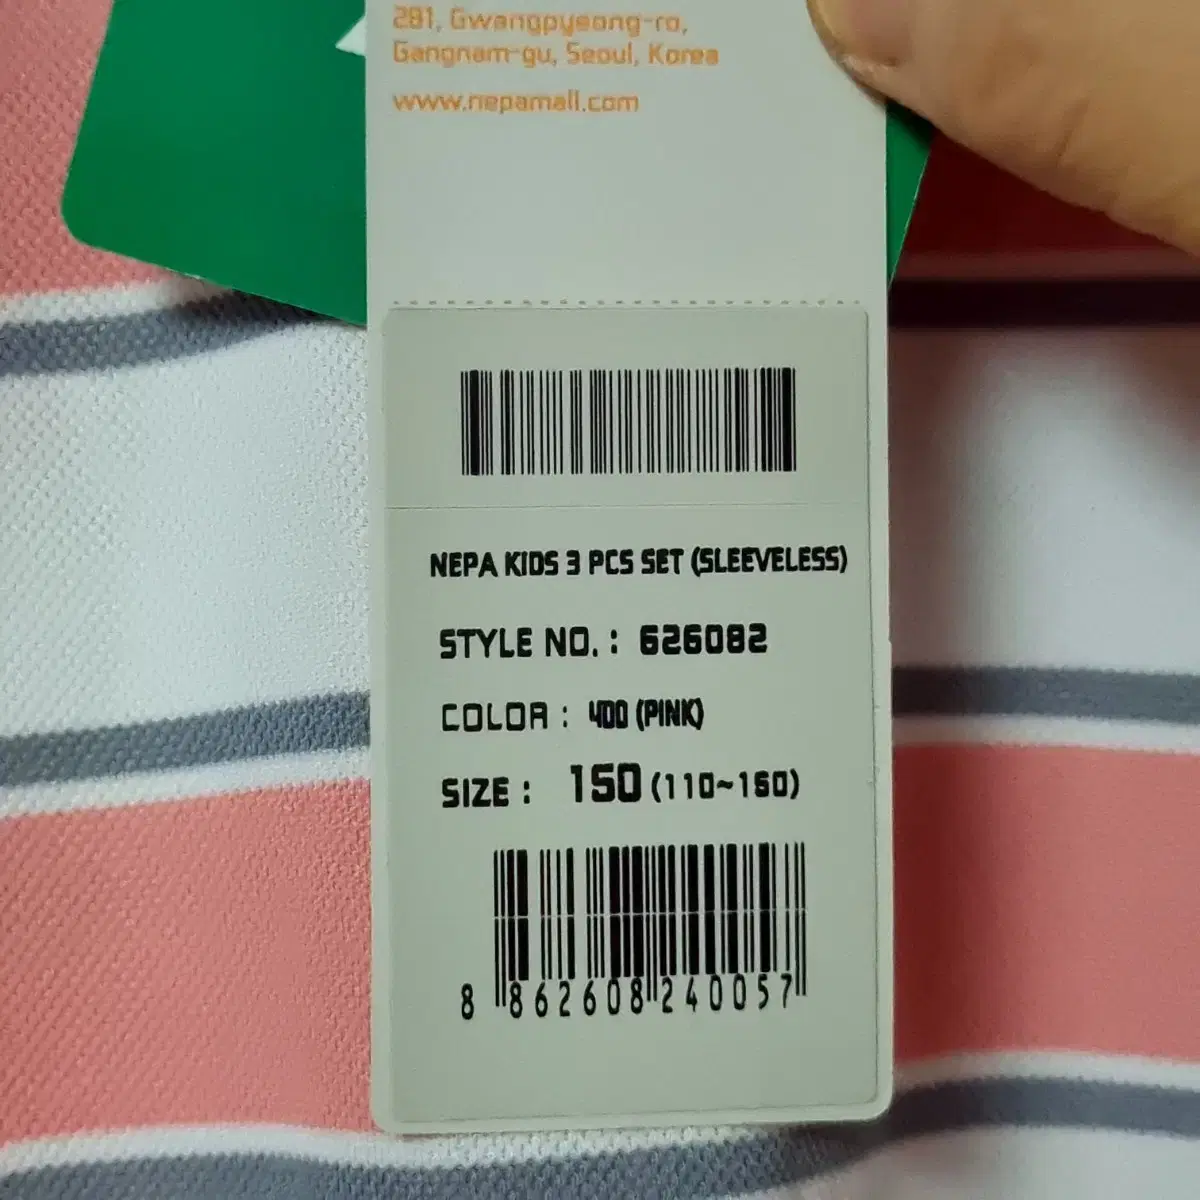 281, Gwangpyeong-ro,
Gangnam-gu, Seoul, Korea
www.nepamall.com
NEPA KIDS 3 PCS SET (SLEEVELESS)
STYLE NO. : 626082
COLOR : 400 (PINK)
SIZE : 150 (110~160)
8 862608 240057